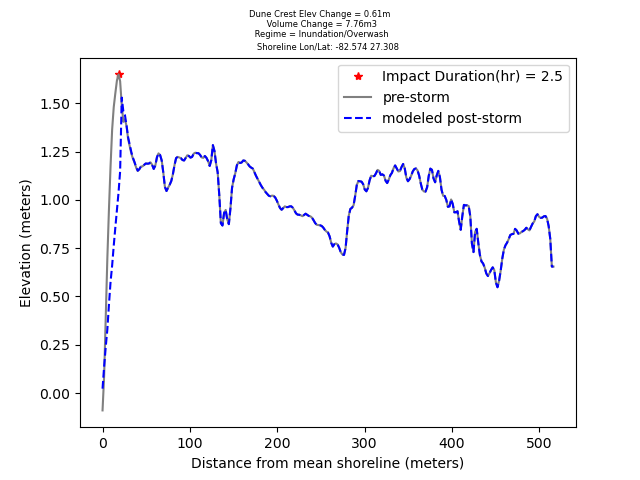 Dune Crest Elev Change = 0.61m
Volume Change = 7.76m3
Regime = Inundation/Overwash
Shoreline Lon/Lat: -82.574 27.308
Impact Duration(hr) = 2.5
pre-storm
modeled post-storm
Elevation (meters)
1.50
1.25
1.00
0.75
0.50
0.25
0.00
0 100 200 300 400 500
Distance from mean shoreline (meters)